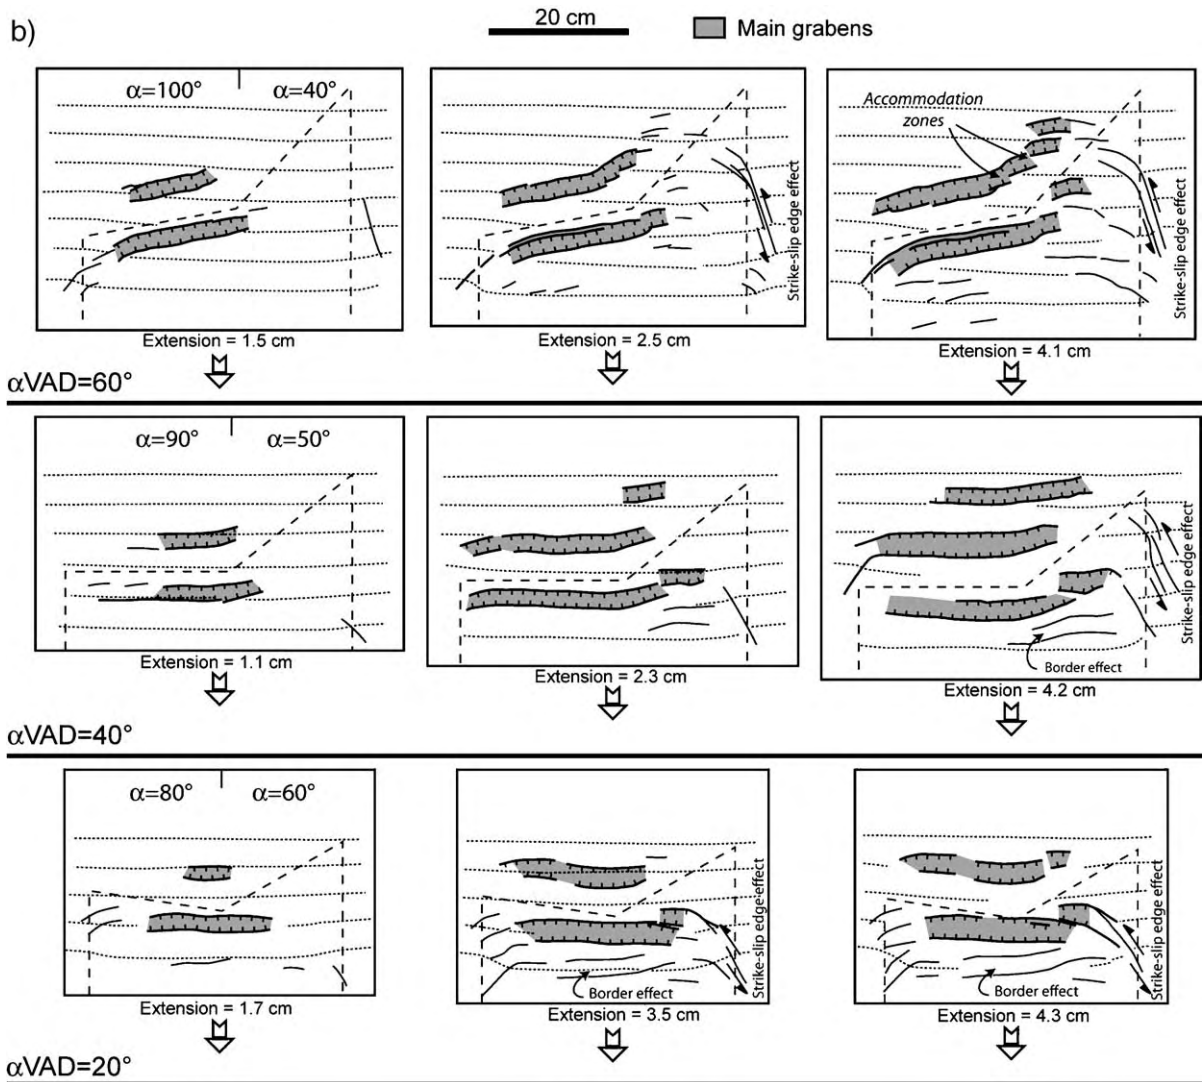 b)
20 cm
Main grabens
α=100°
α=40°
Strike-slip edge effect
Accommodation
zones
Strike-slip edge effect
Extension = 1.5 cm
Extension = 2.5 cm
Extension = 4.1 cm
αVAD=60°
α=90°
α=50°
Border effect
Strike-slip edge effect
Extension = 1.1 cm
Extension = 2.3 cm
Extension = 4.2 cm
αVAD=40°
α=80°
α=60°
Border effect
Strike-slip edge effect
Border effect
Strike-slip edge effect
Extension = 1.7 cm
Extension = 3.5 cm
Extension = 4.3 cm
αVAD=20°